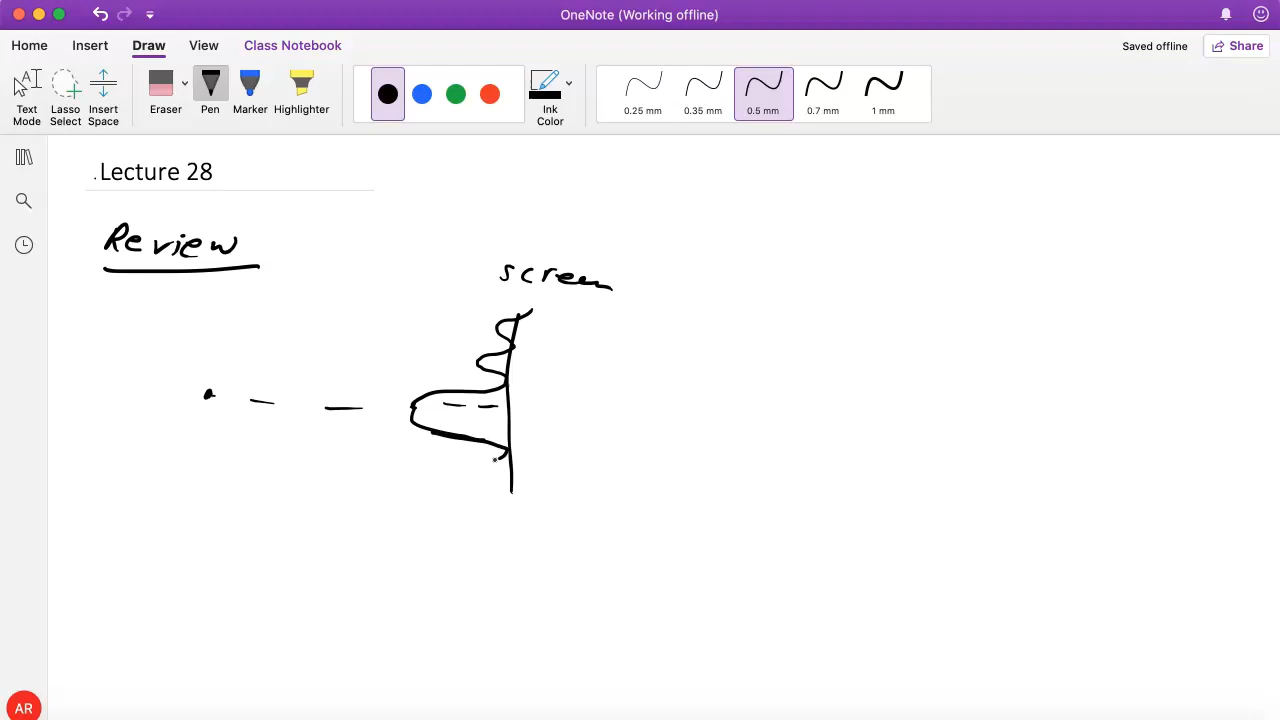 OneNote (Working offline)
Home Insert Draw View Class Notebook Saved offline Share
Text Mode Lasso Select Insert Space Eraser Pen Marker Highlighter Ink Color 0.25 mm 0.35 mm 0.5 mm 0.7 mm 1 mm
.Lecture 28
Review
screen
AR